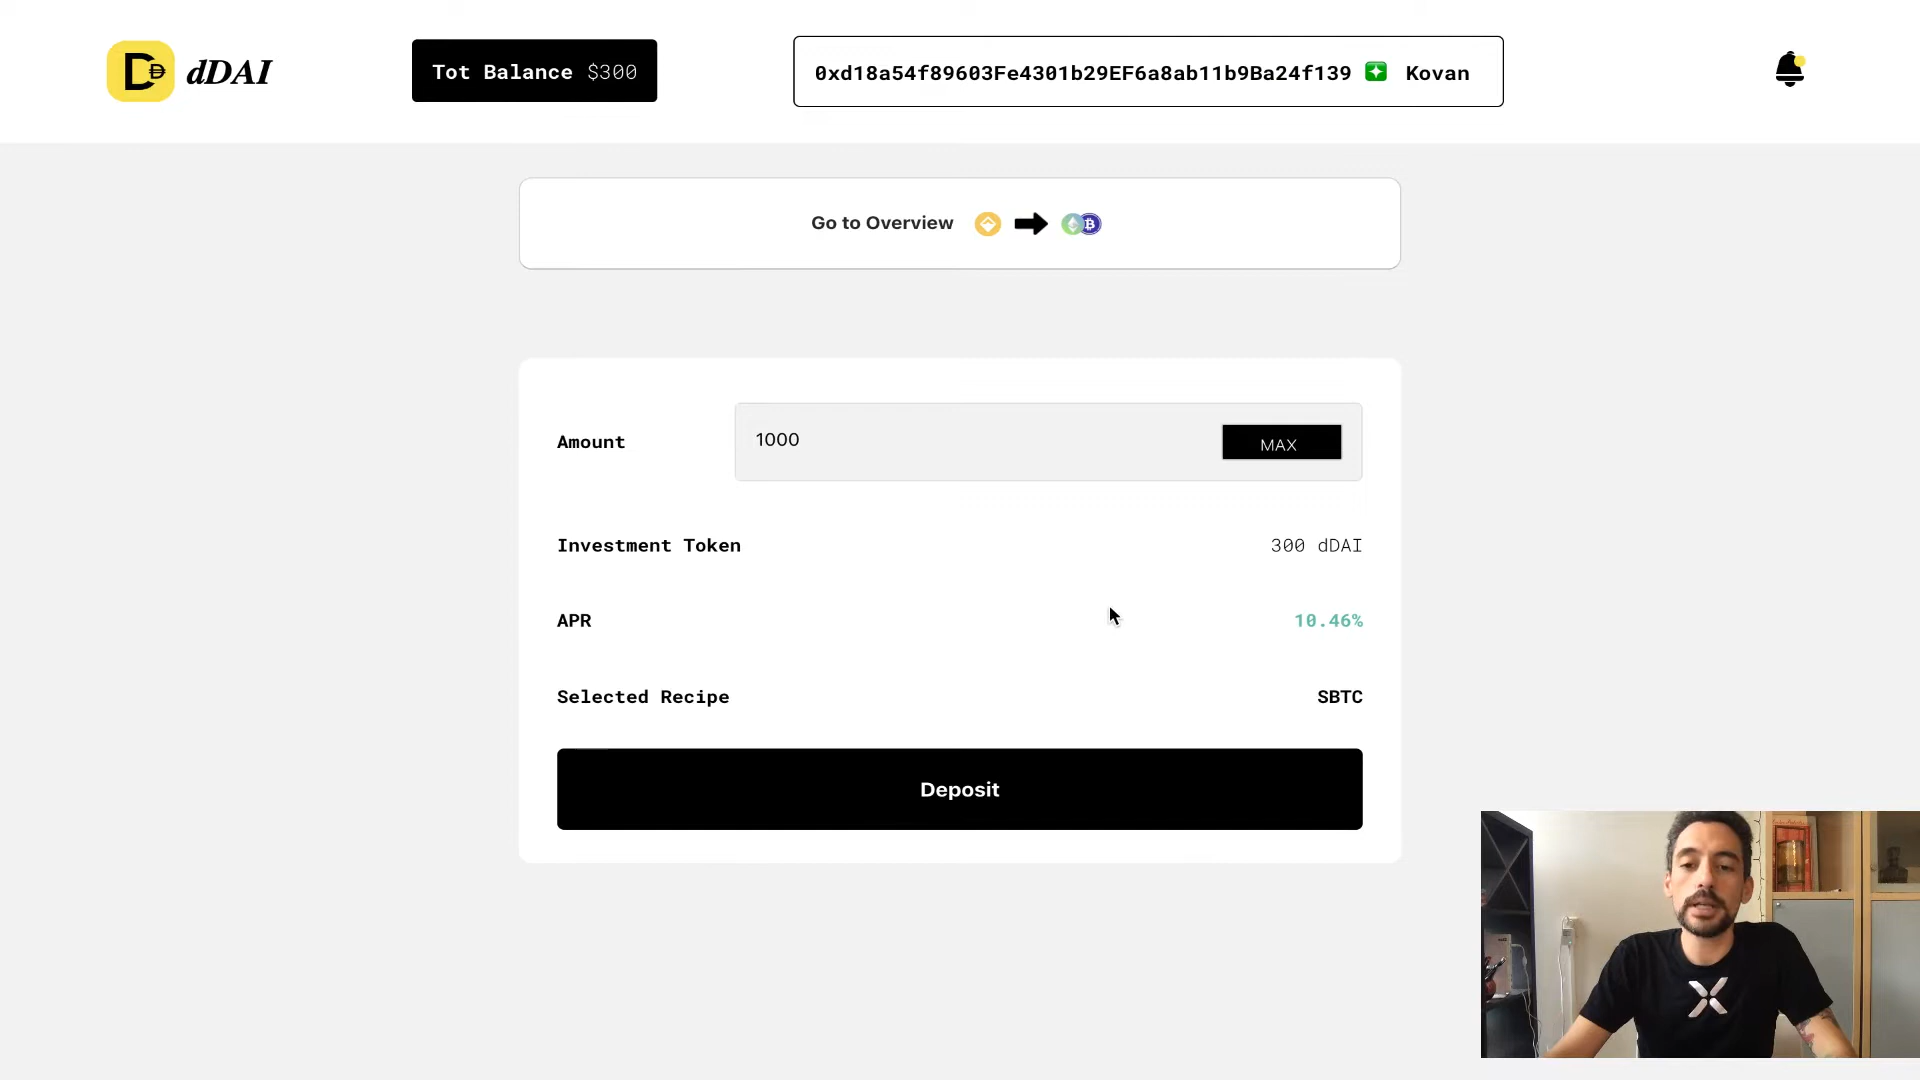 dDAI
Tot Balance $300
0xd18a54f89603Fe4301b29EF6a8ab11b9Ba24f139 Kovan
Go to Overview
Amount
1000
MAX
Investment Token
300 dDAI
APR
10.46%
Selected Recipe
SBTC
Deposit